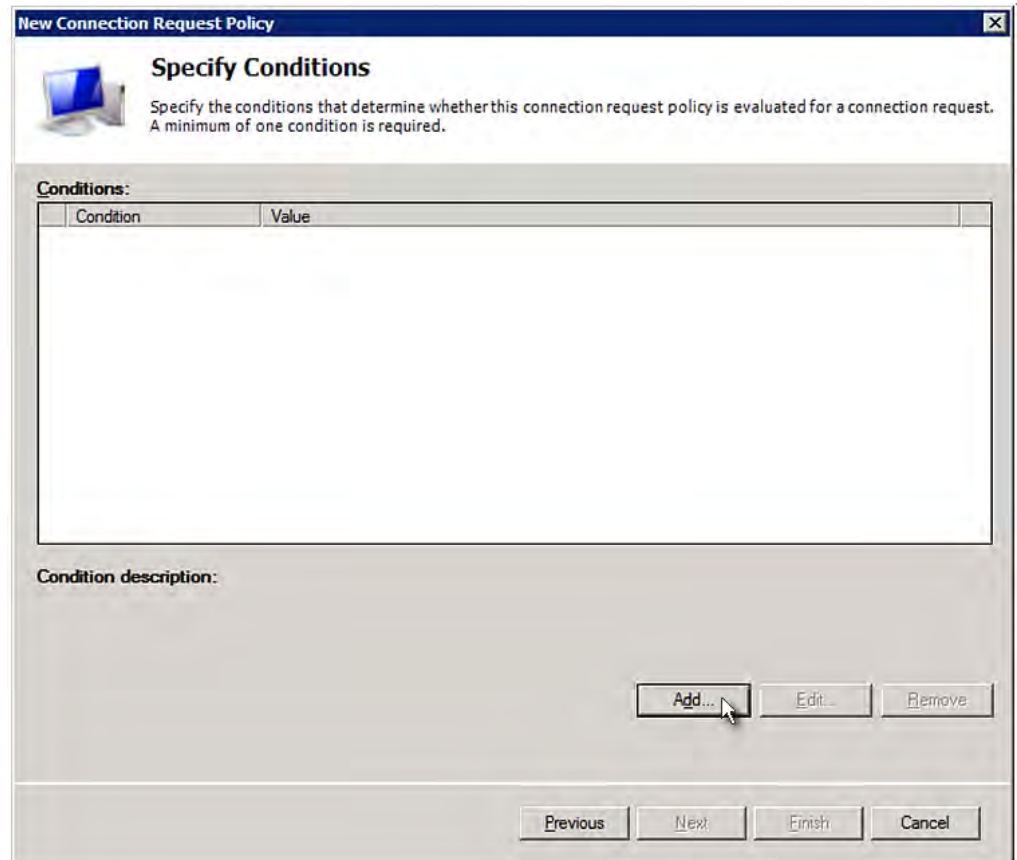 New Connection Request Policy
Specify Conditions
Specify the conditions that determine whether this connection request policy is evaluated for a connection request.
A minimum of one condition is required.
Conditions:
Condition Value
Condition description:
Add... Edit... Remove
Previous Next Finish Cancel